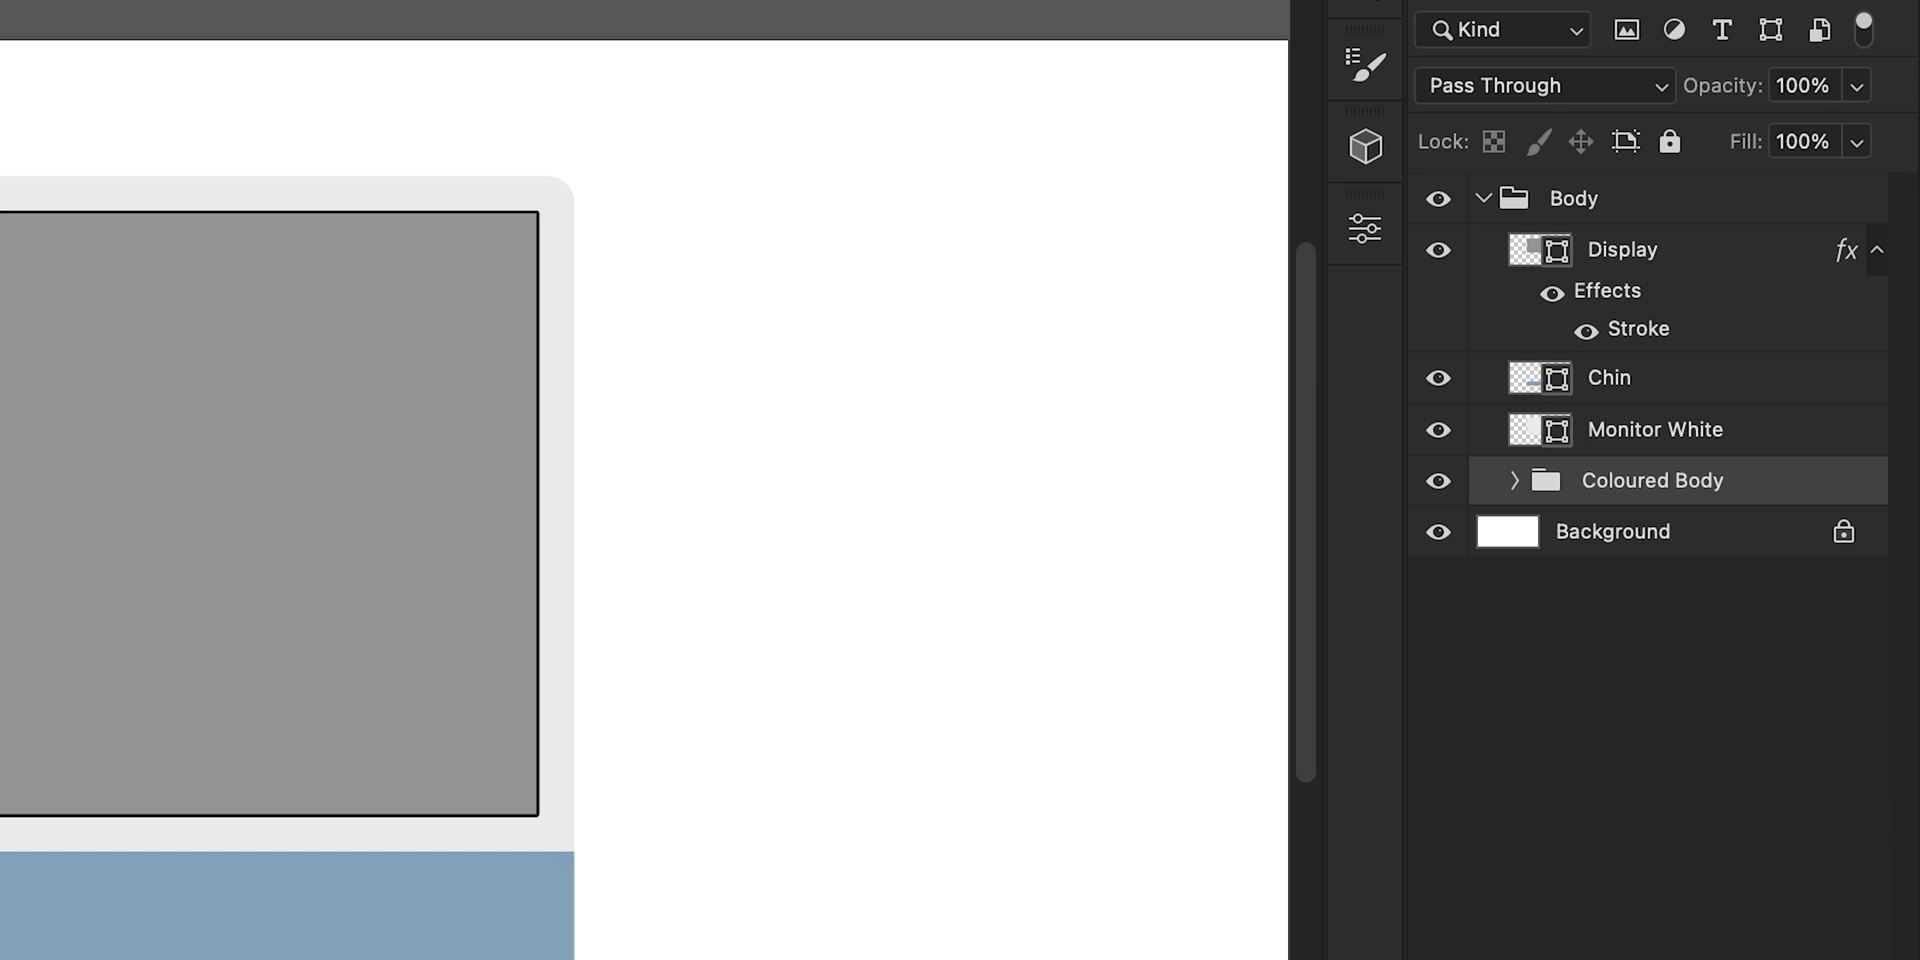 Kind
Pass Through Opacity: 100%
Lock: Fill: 100%
Body
Display fx
Effects
Stroke
Chin
Monitor White
Coloured Body
Background